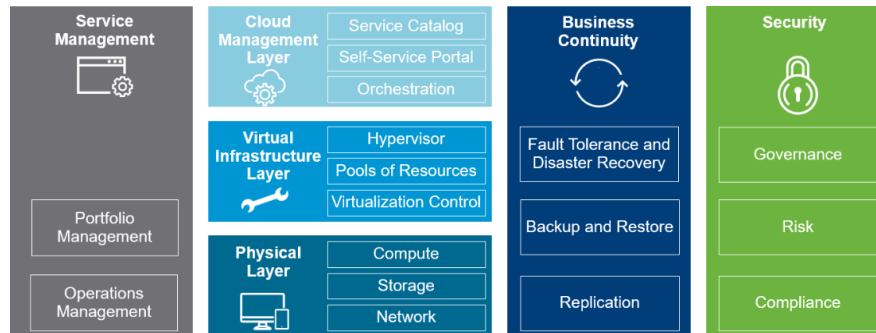 Service
Management
Portfolio
Management
Operations
Management
Cloud
Management
Layer
Service Catalog
Self-Service Portal
Orchestration
Virtual
Infrastructure
Layer
Hypervisor
Pools of Resources
Virtualization Control
Physical
Layer
Compute
Storage
Network
Business
Continuity
Fault Tolerance and
Disaster Recovery
Backup and Restore
Replication
Security
Governance
Risk
Compliance